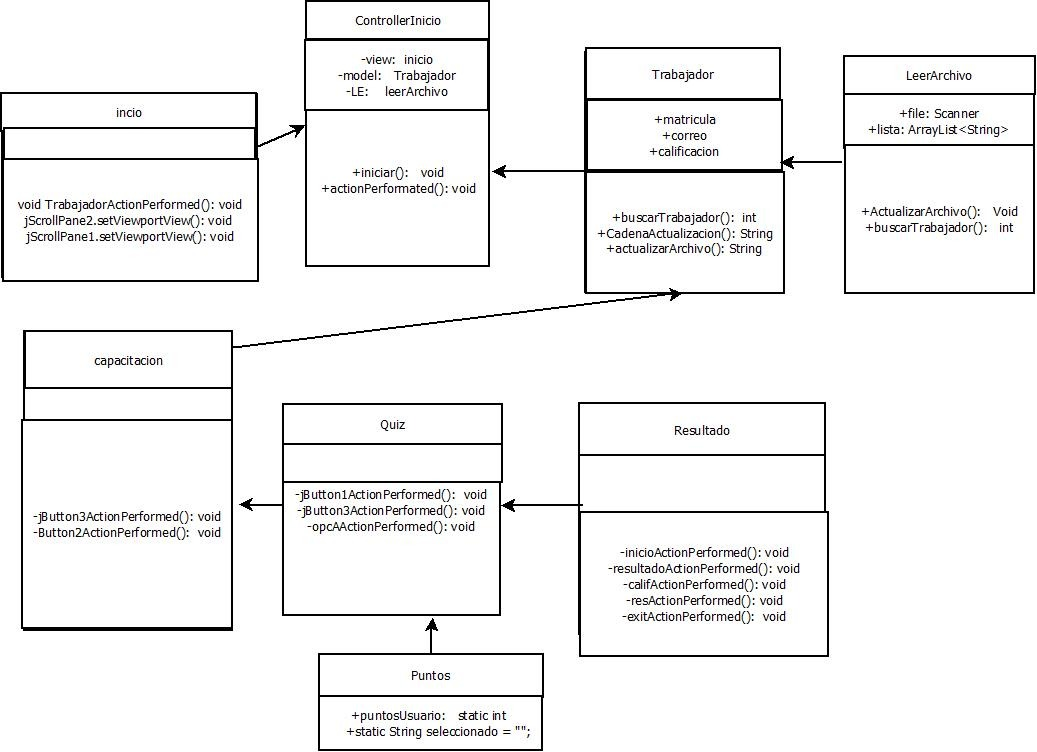 ControllerInicio
-view: inicio
-model: Trabajador
-LE: leerArchivo
+iniciar(): void
+actionPerformated(): void
incio
void TrabajadorActionPerformed(): void
jScrollPane2.setViewportView(): void
jScrollPane1.setViewportView(): void
Trabajador
+matricula
+correo
+calificacion
+buscarTrabajador(): int
+CadenaActualizacion(): String
+actualizarArchivo(): String
LeerArchivo
+file: Scanner
+lista: ArrayList<String>
+ActualizarArchivo(): Void
+buscarTrabajador(): int
capacitacion
-jButton3ActionPerformed(): void
-Button2ActionPerformed(): void
Quiz
-jButton1ActionPerformed(): void
-jButton3ActionPerformed(): void
-opcAActionPerformed(): void
Resultado
-inicioActionPerformed(): void
-resultadoActionPerformed(): void
-califActionPerformed(): void
-resActionPerformed(): void
-exitActionPerformed(): void
Puntos
+puntosUsuario: static int
+static String seleccionado = "";